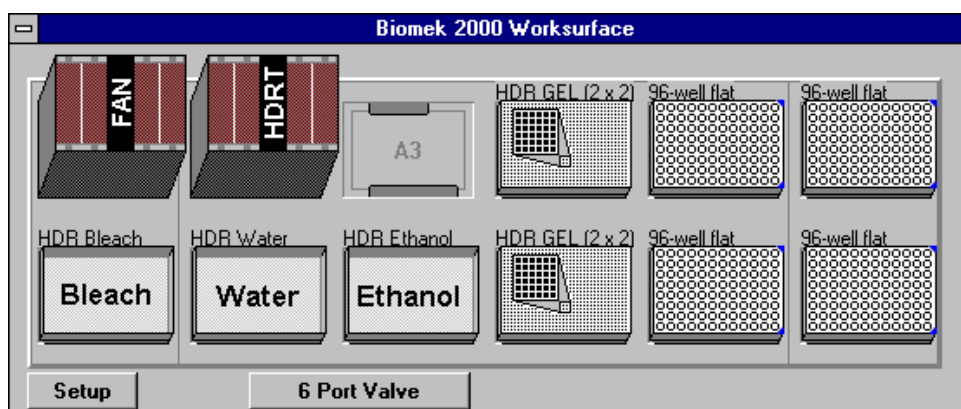 Biomek 2000 Worksurface
FAN
HDRT
A3
HDR GEL (2 x 2)
96-well flat
96-well flat
HDR Bleach
HDR Water
HDR Ethanol
HDR GEL (2 x 2)
96-well flat
96-well flat
Bleach
Water
Ethanol
Setup
6 Port Valve